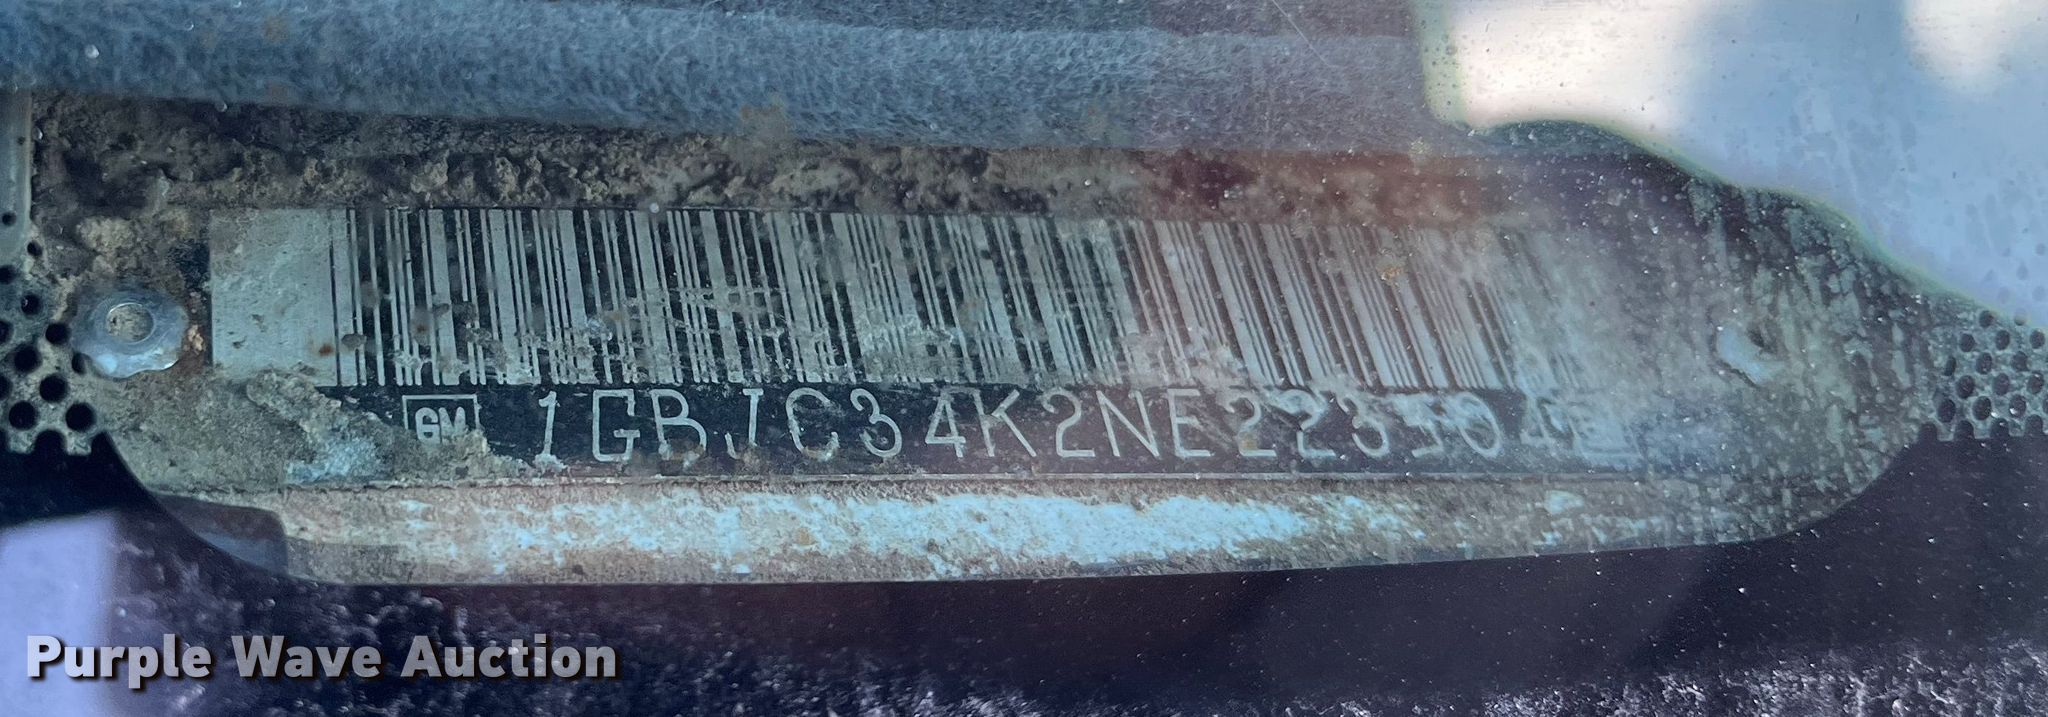 GM 1GBJC34K2NE223504
Purple Wave Auction